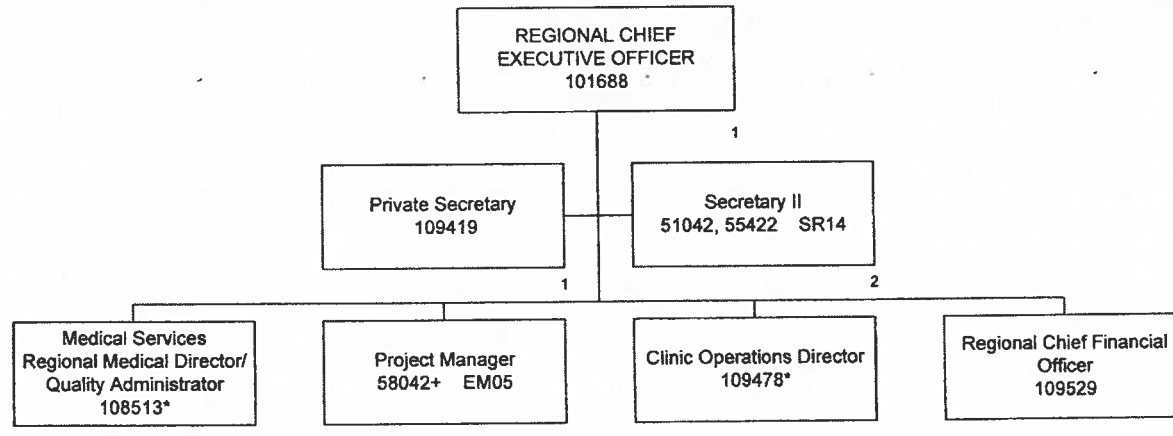 REGIONAL CHIEF
EXECUTIVE OFFICER
101688
1
Private Secretary
109419
1
Secretary II
51042, 55422 SR14
2
Medical Services
Regional Medical Director/
Quality Administrator
108513*
Project Manager
58042+ EM05
Clinic Operations Director
109478*
Regional Chief Financial
Officer
109529